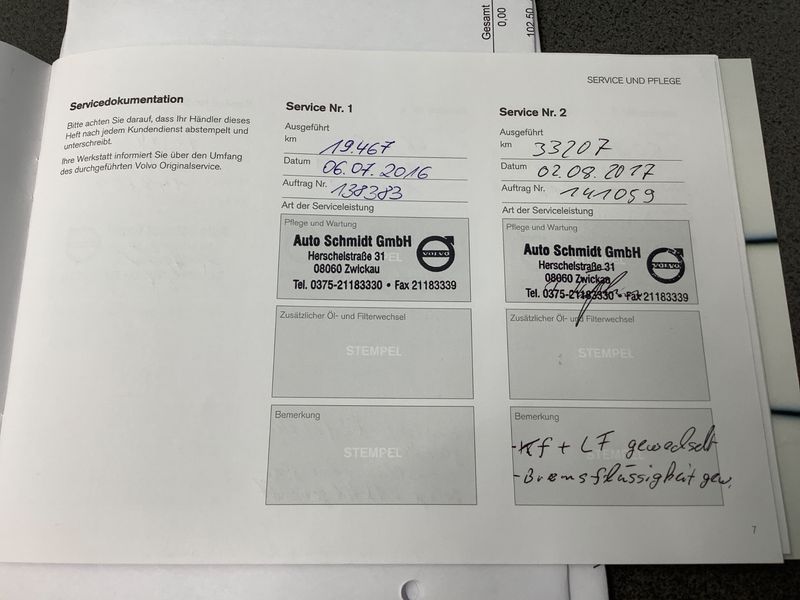 Gesamt
0,00
102,50
SERVICE UND PFLEGE
Servicedokumentation
Bitte achten Sie darauf, dass Ihr Händler dieses
Heft nach jedem Kundendienst abstempelt und
unterschreibt.
Ihre Werkstatt informiert Sie über den Umfang
des durchgeführten Volvo Originalservice.
Service Nr. 1
Ausgeführt
km 19.467
Datum 06.07.2016
Auftrag Nr. 138383
Art der Serviceleistung
Pflege und Wartung
Auto Schmidt GmbH
Herschelstraße 31
08060 Zwickau
Tel. 0375-21183330 • Fax 21183339
VOLVO
Zusätzlicher Öl- und Filterwechsel
STEMPEL
Bemerkung
STEMPEL
Service Nr. 2
Ausgeführt
km 33207
Datum 02.08.2017
Auftrag Nr. 141059
Art der Serviceleistung
Pflege und Wartung
Auto Schmidt GmbH
Herschelstraße 31
08060 Zwickau
Tel. 0375-21183330 • Fax 21183339
VOLVO
Zusätzlicher Öl- und Filterwechsel
STEMPEL
Bemerkung
STEMPEL
- Kf + LF gewechselt
- Bremsflüssigkeit gew.
7